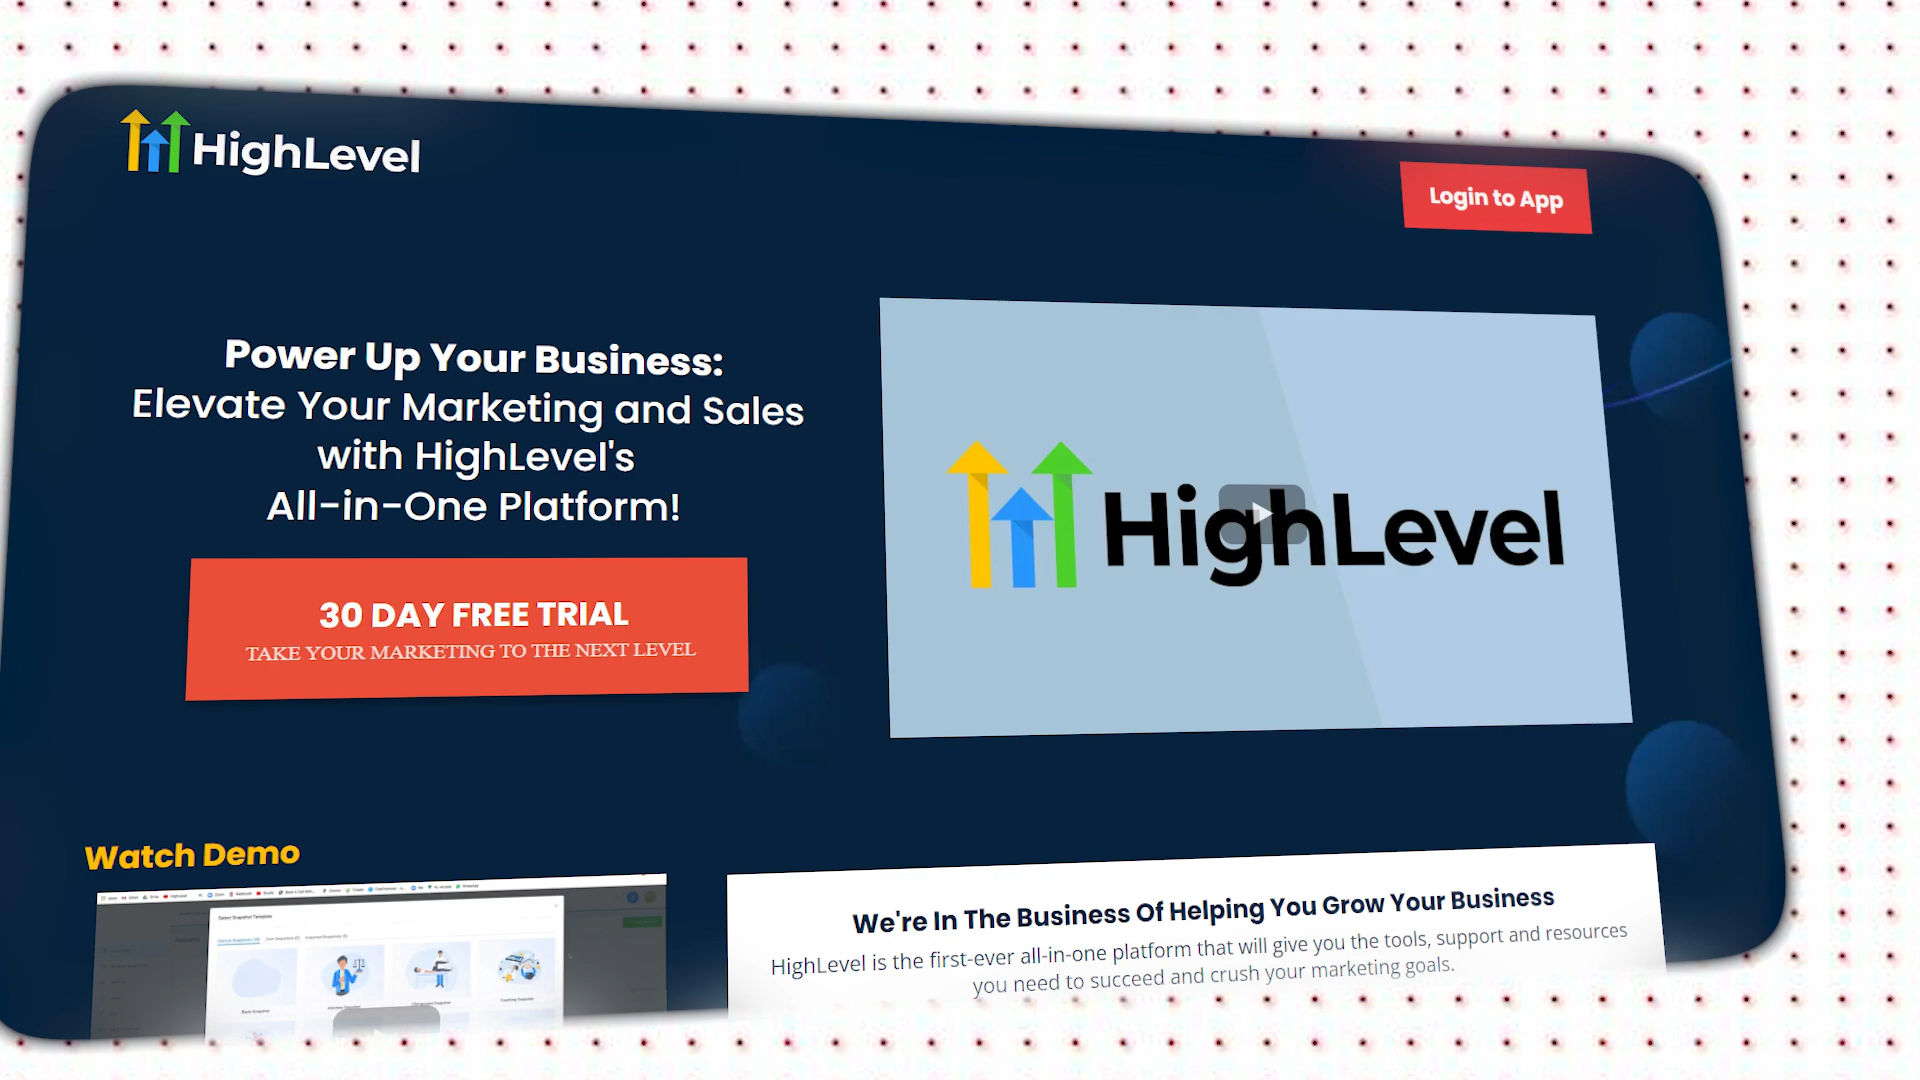 HighLevel
Login to App
Power Up Your Business:
Elevate Your Marketing and Sales
with HighLevel's
All-in-One Platform!
30 DAY FREE TRIAL
TAKE YOUR MARKETING TO THE NEXT LEVEL
HighLevel
Watch Demo
Select Snapshot Template
We're In The Business Of Helping You Grow Your Business
HighLevel is the first-ever all-in-one platform that will give you the tools, support and resources
you need to succeed and crush your marketing goals.